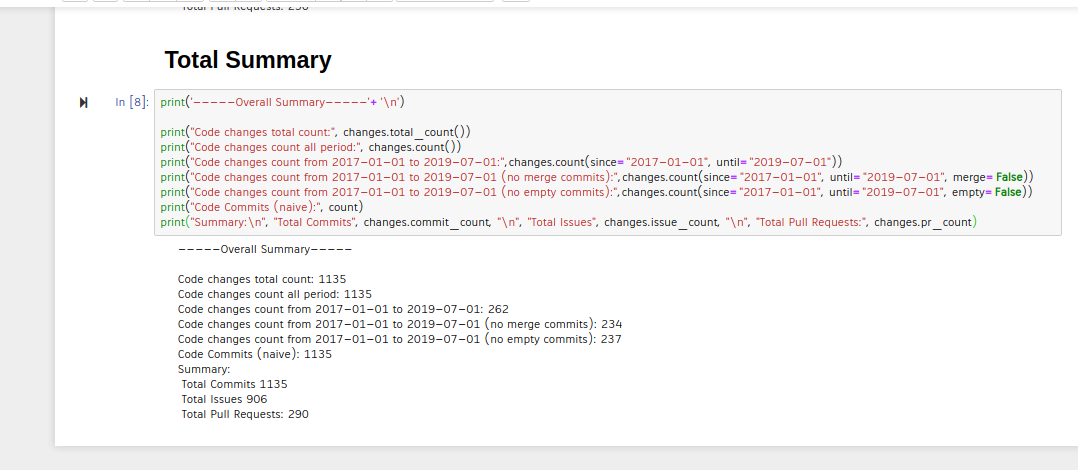 Total Pull Requests: 290
Total Summary
In [8]:
print('-----Overall Summary-----'+ '\n')
print("Code changes total count:", changes.total_count())
print("Code changes count all period:", changes.count())
print("Code changes count from 2017-01-01 to 2019-07-01:",changes.count(since="2017-01-01", until="2019-07-01"))
print("Code changes count from 2017-01-01 to 2019-07-01 (no merge commits):",changes.count(since="2017-01-01", until="2019-07-01", merge=False))
print("Code changes count from 2017-01-01 to 2019-07-01 (no empty commits):",changes.count(since="2017-01-01", until="2019-07-01", empty=False))
print("Code Commits (naive):", count)
print("Summary:\n", "Total Commits", changes.commit_count, "\n", "Total Issues", changes.issue_count, "\n", "Total Pull Requests:", changes.pr_count)
-----Overall Summary-----
Code changes total count: 1135
Code changes count all period: 1135
Code changes count from 2017-01-01 to 2019-07-01: 262
Code changes count from 2017-01-01 to 2019-07-01 (no merge commits): 234
Code changes count from 2017-01-01 to 2019-07-01 (no empty commits): 237
Code Commits (naive): 1135
Summary:
Total Commits 1135
Total Issues 906
Total Pull Requests: 290